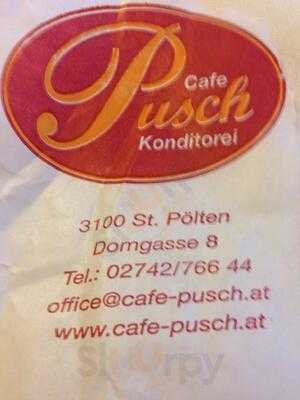 Cafe
Pusch
Konditorei
3100 St. Pölten
Domgasse 8
Tel.: 02742/766 44
office@cafe-pusch.at
www.cafe-pusch.at
Sluurpy